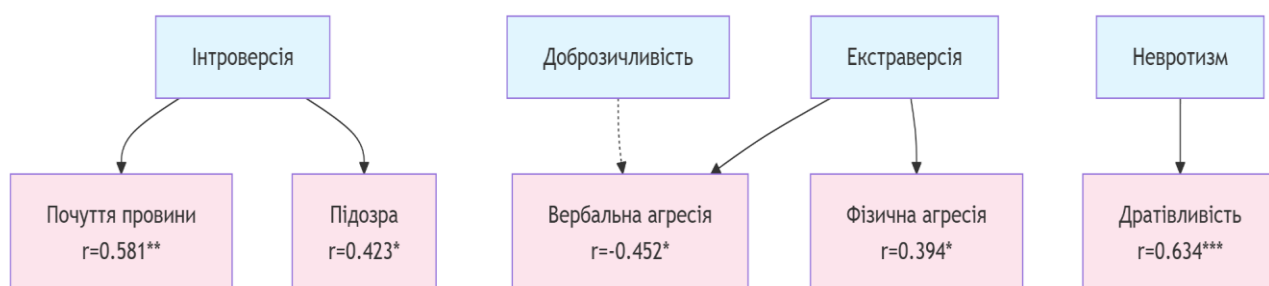 Інтроверсія
Доброзичливість
Екстраверсія
Невротизм
Почуття провини
r=0.581**
Підозра
r=0.423*
Вербальна агресія
r=-0.452*
Фізична агресія
r=0.394*
Дратівливість
r=0.634***